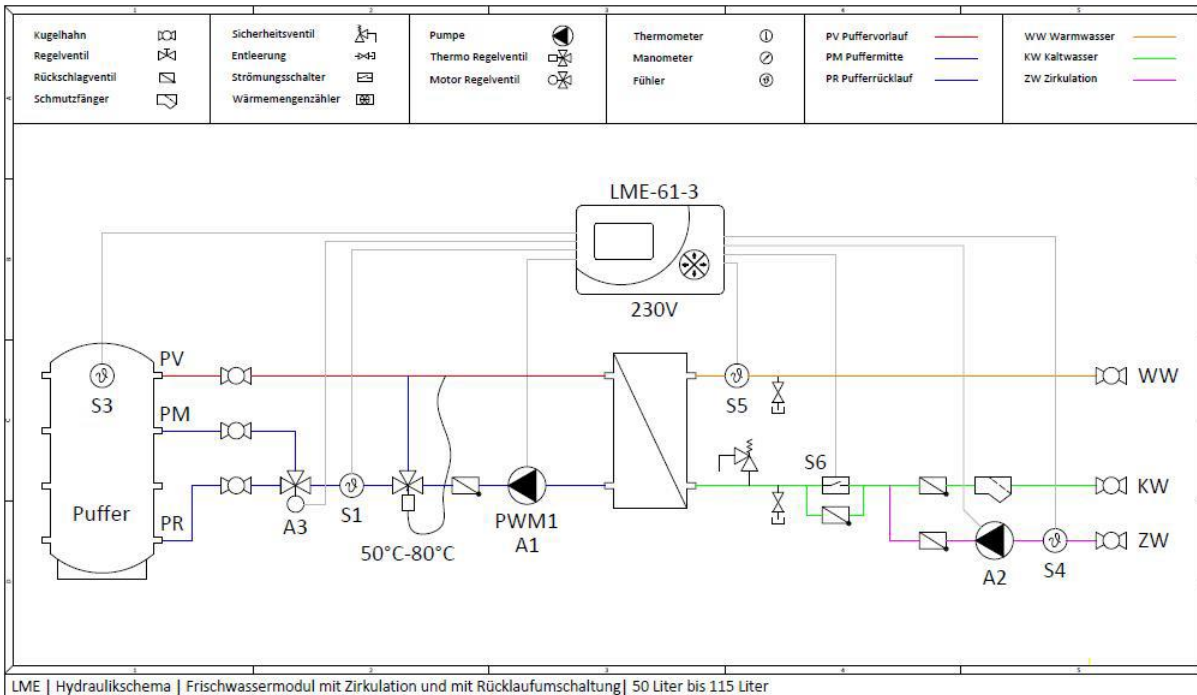 Kugelhahn
Regelventil
Rückschlagventil
Schmutzfänger
Sicherheitsventil
Entleerung
Strömungsschalter
Wärmemengenzähler
Pumpe
Thermo Regelventil
Motor Regelventil
Thermometer
Manometer
Fühler
PV Puffervorlauf
PM Puffermitte
PR Pufferrücklauf
WW Warmwasser
KW Kaltwasser
ZW Zirkulation
LME-61-3
230V
PV
S3
PM
PR
Puffer
A3
S1
50°C-80°C
PWM1
A1
S5
S6
A2
S4
WW
KW
ZW
LME | Hydraulikschema | Frischwassermodul mit Zirkulation und mit Rücklaufumschaltung| 50 Liter bis 115 Liter